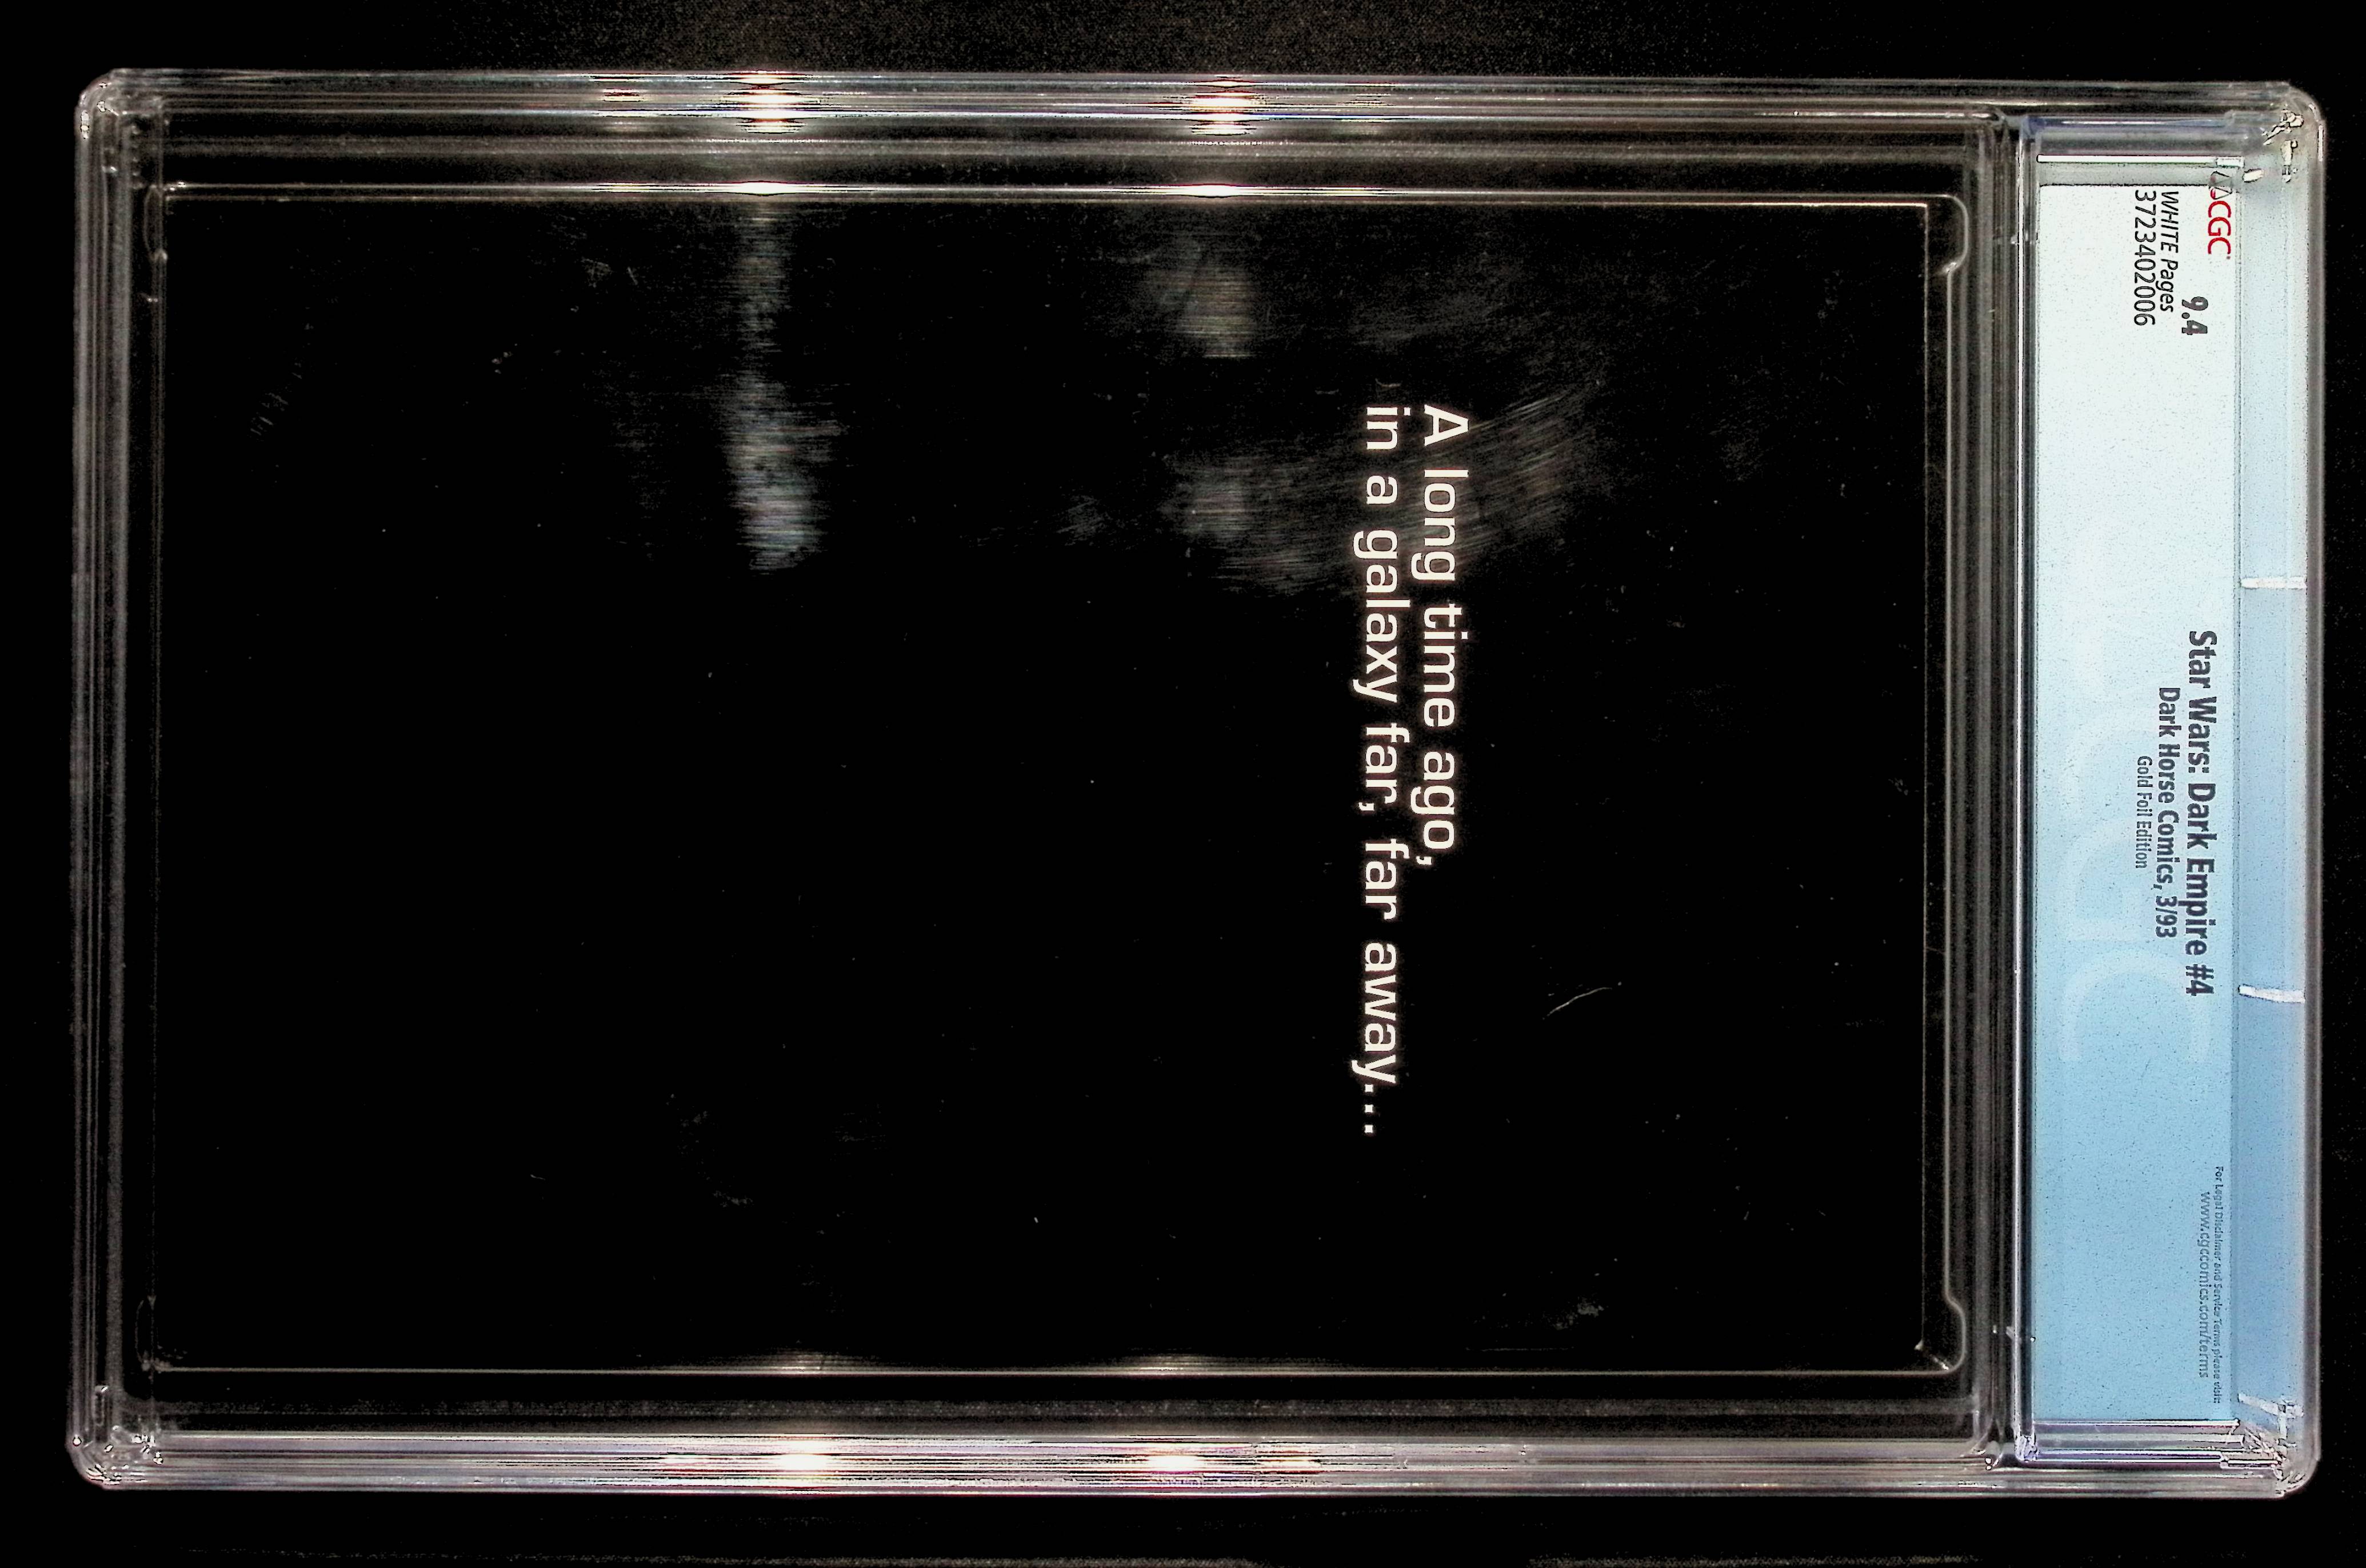 CGC
9.4
WHITE Pages
3723402006
Star Wars: Dark Empire #4
Dark Horse Comics, 3/93
Gold Foil Edition
For Legal Disclaimer and Service Terms please visit:
www.cgccomics.com/terms
A long time ago,
in a galaxy far, far away...